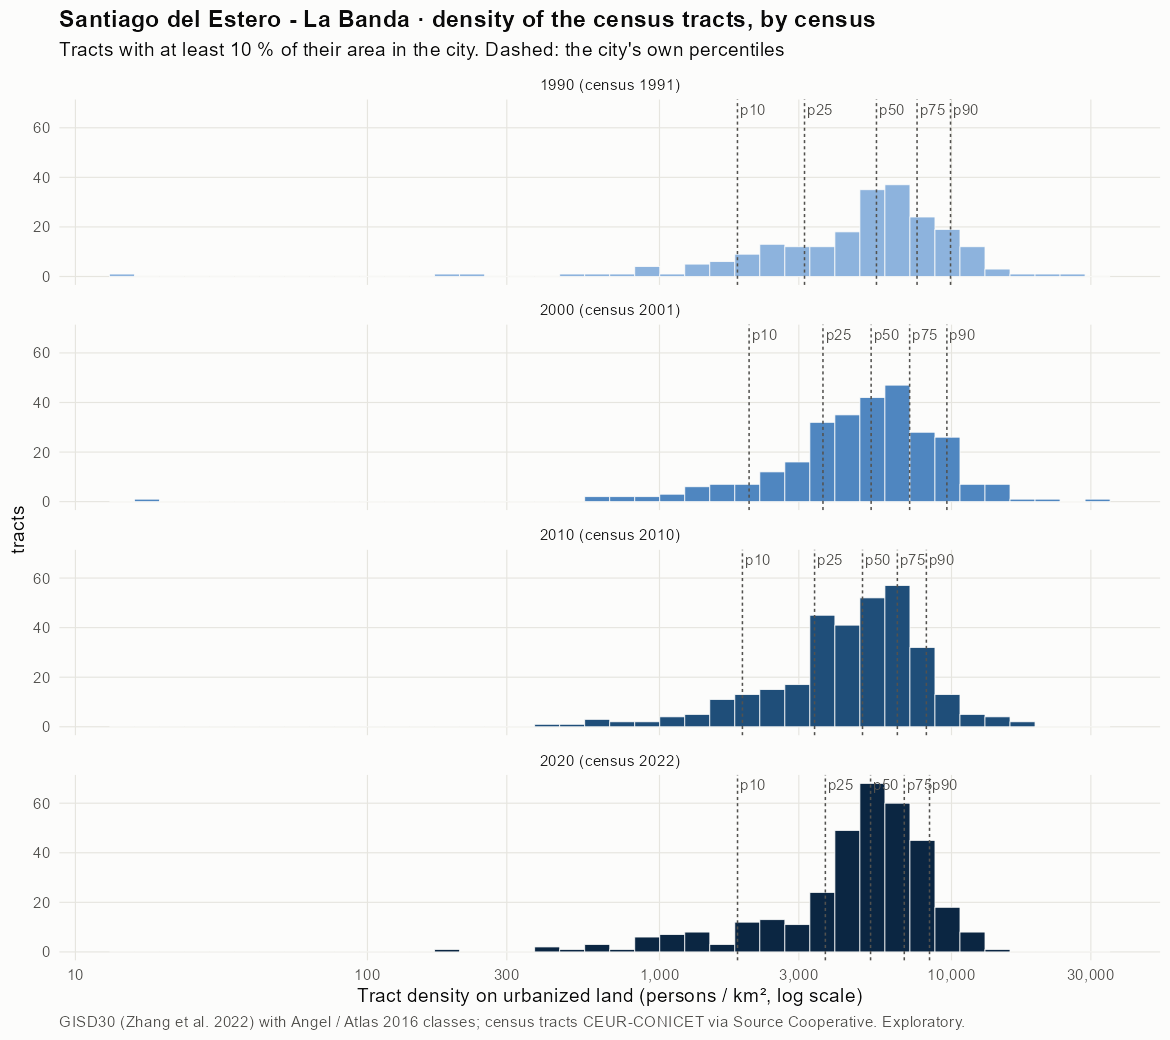 Santiago del Estero - La Banda · density of the census tracts, by census
Tracts with at least 10 % of their area in the city. Dashed: the city's own percentiles
1990 (census 1991)
p10 p25 p50 p75 p90
60
40
20
0
2000 (census 2001)
p10 p25 p50 p75 p90
60
40
20
0
tracts
2010 (census 2010)
p10 p25 p50 p75 p90
60
40
20
0
2020 (census 2022)
p10 p25 p50 p75 p90
60
40
20
0
10 100 300 1,000 3,000 10,000 30,000
Tract density on urbanized land (persons / km², log scale)
GISD30 (Zhang et al. 2022) with Angel / Atlas 2016 classes; census tracts CEUR-CONICET via Source Cooperative. Exploratory.